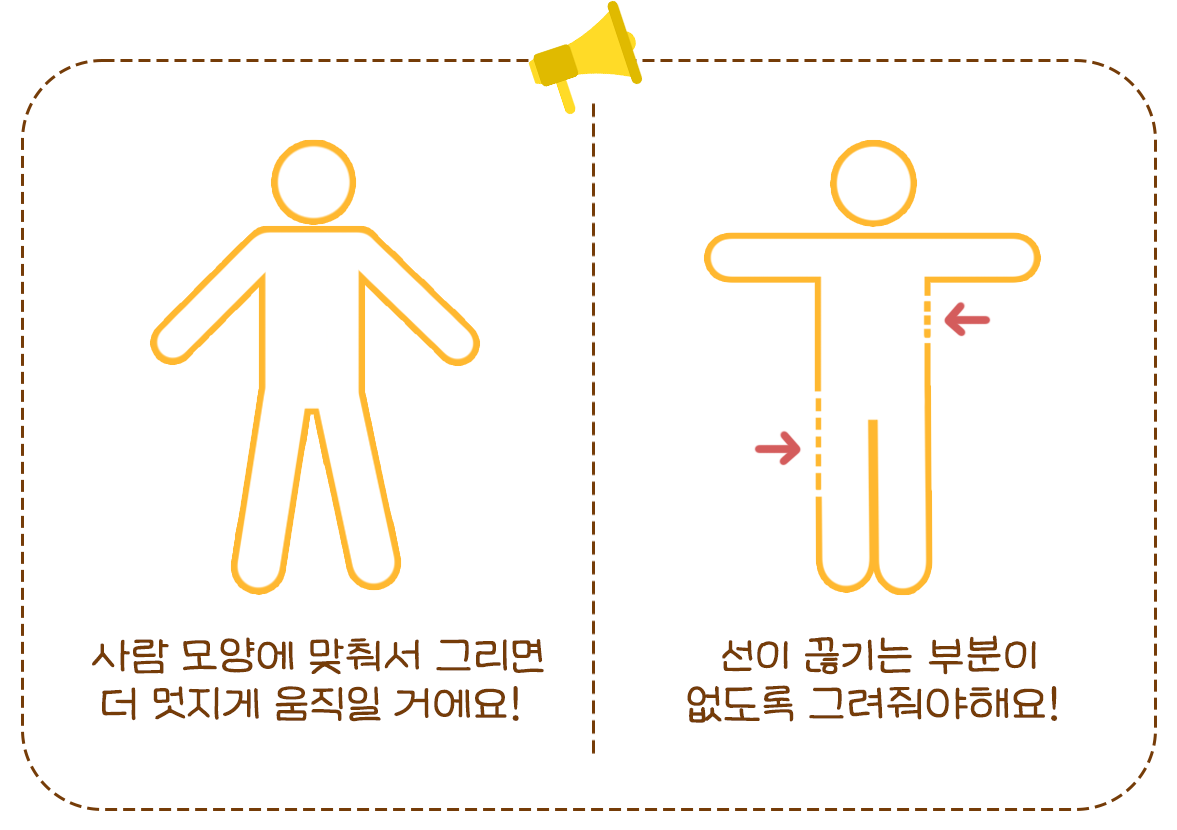 사람 모양에 맞춰서 그리면
더 멋지게 움직일 거에요!
선이 끊기는 부분이
없도록 그려줘야해요!